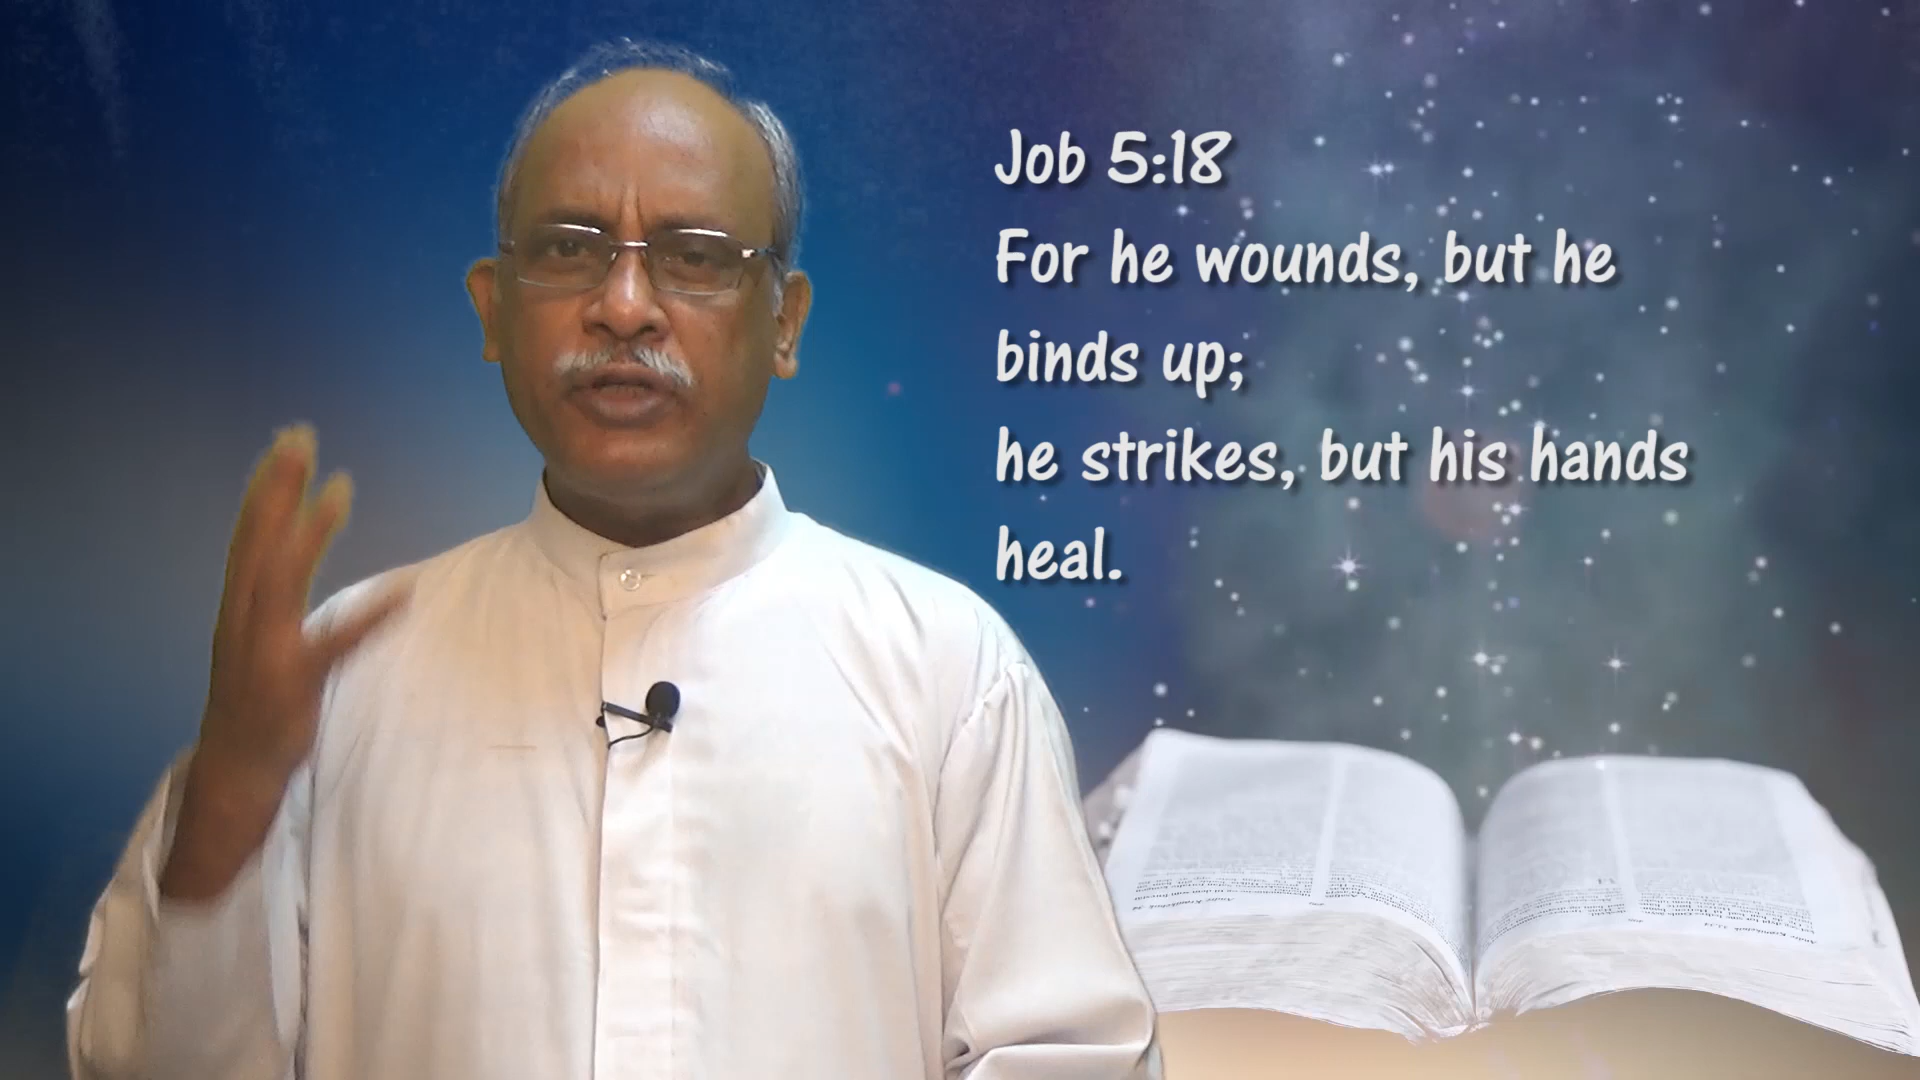 Job 5:18
For he wounds, but he
binds up;
he strikes, but his hands
heal.